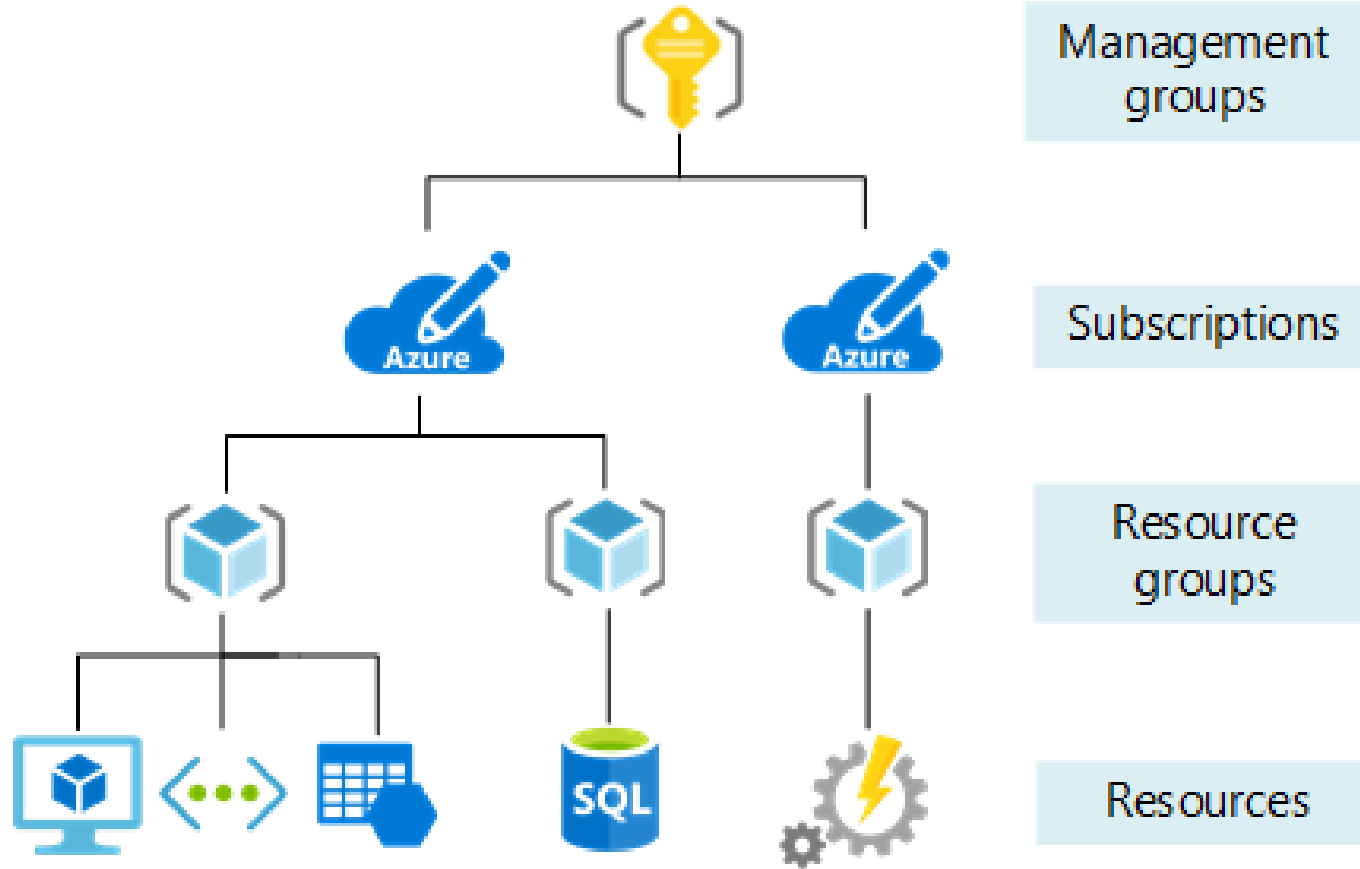 Management
groups
Azure
Azure
Subscriptions
Resource
groups
SQL
Resources